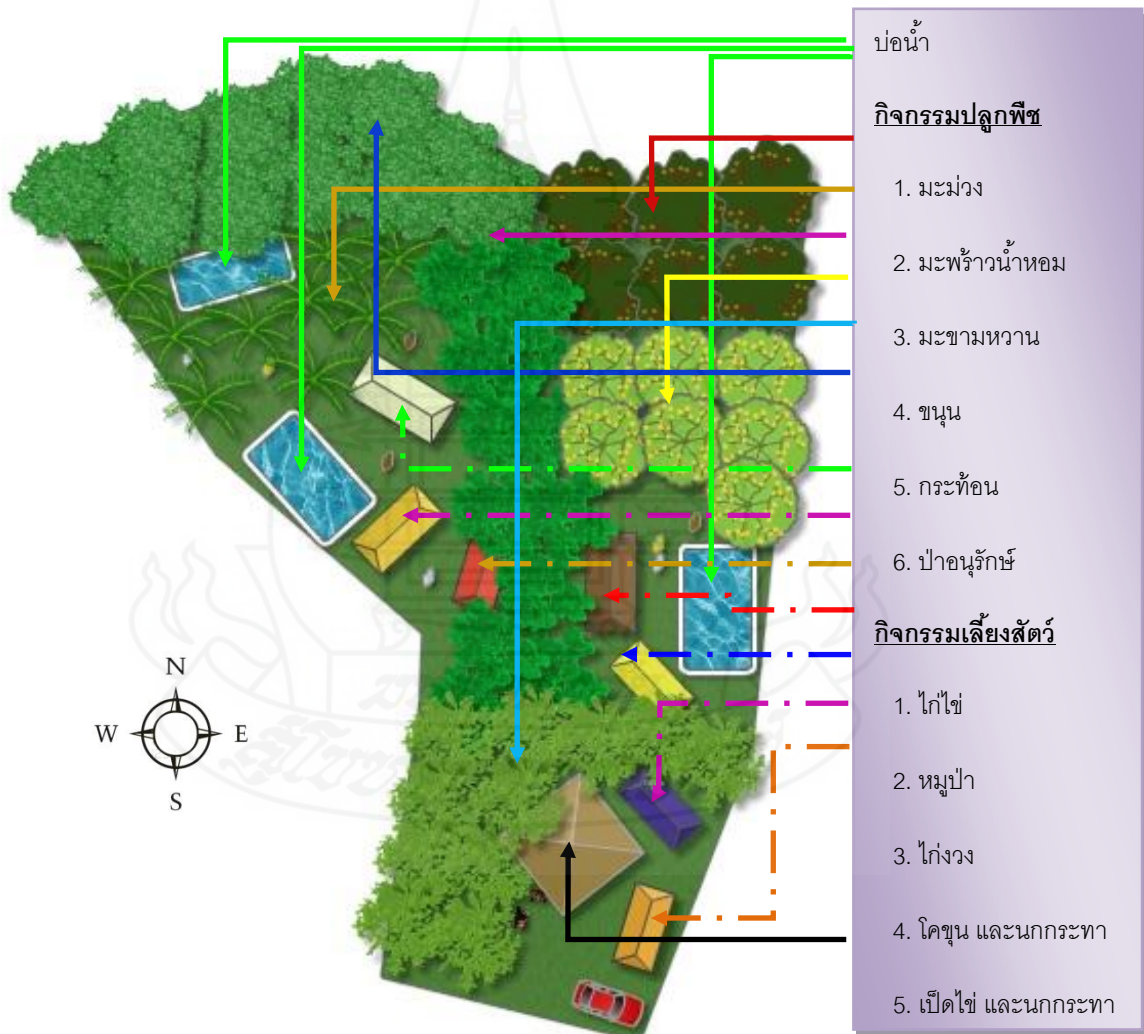 บ่อน้ำ
กิจกรรมปลูกพืช
1. มะม่วง
2. มะพร้าวน้ำหอม
3. มะขามหวาน
4. ขนุน
5. กระท้อน
6. ป่าอนุรักษ์
กิจกรรมเลี้ยงสัตว์
1. ไก่ไข่
2. หมูป่า
3. ไก่งวง
4. โคขุน และนกกระทา
5. เป็ดไข่ และนกกระทา
N
W E
S